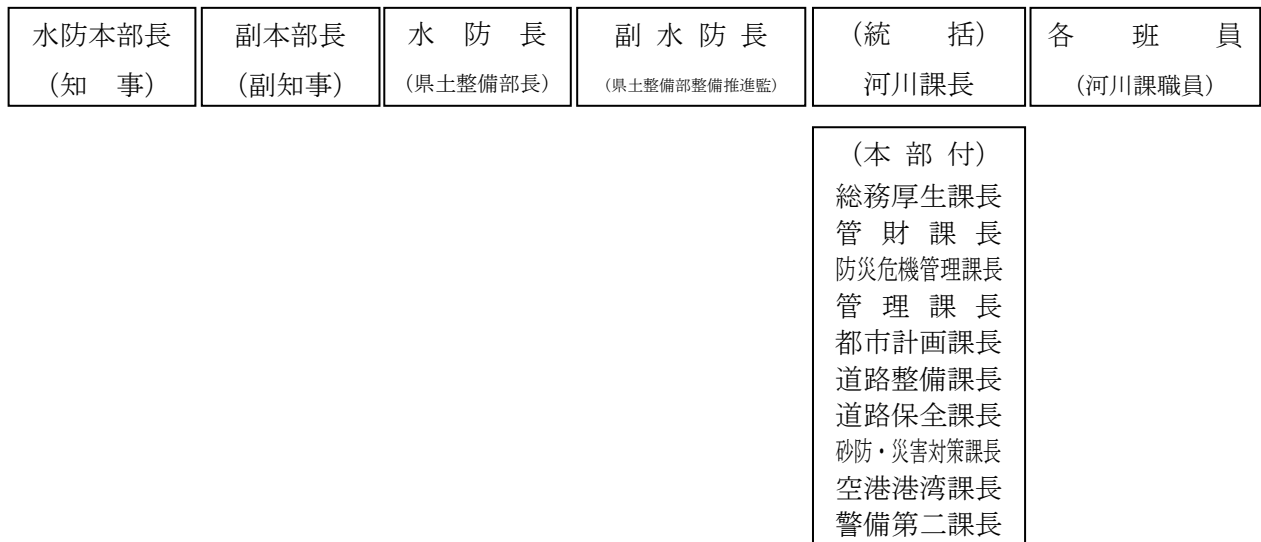 水防本部長
(知　事)
副本部長
(副知事)
水　防　長
(県土整備部長)
副 水 防 長
(県土整備部整備推進監)
(統　　括)
河川課長
各　　班　　員
(河川課職員)
(本 部 付)
総務厚生課長
管 財 課 長
防災危機管理課長
管 理 課 長
都市計画課長
道路整備課長
道路保全課長
砂防・災害対策課長
空港港湾課長
警備第二課長